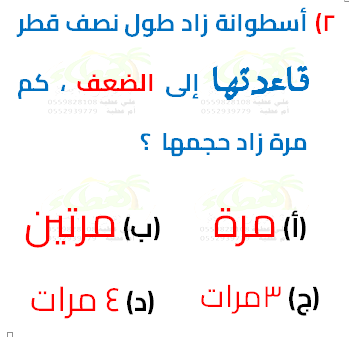 ٢) أسطوانة زاد طول نصف قطر
قاعدتها إلى الضعف ، كم
مرة زاد حجمها ؟
(أ) مرة (ب) مرتين
(ج) ٣مرات (د) ٤ مرات